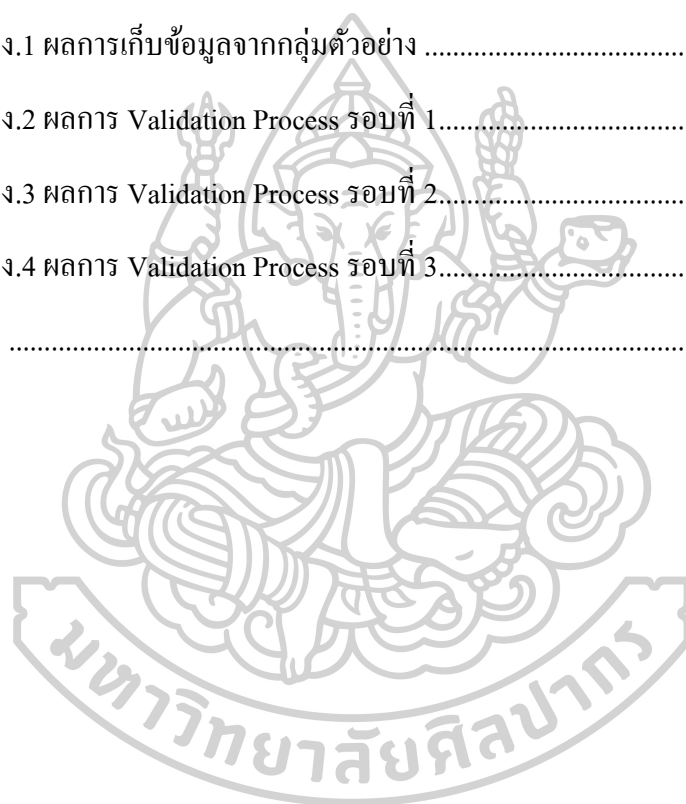 ง.1 ผลการเก็บข้อมูลจากกลุ่มตัวอย่าง ......................................
ง.2 ผลการ Validation Process รอบที่ 1....................................
ง.3 ผลการ Validation Process รอบที่ 2....................................
ง.4 ผลการ Validation Process รอบที่ 3....................................
....................................................................................................
มหาวิทยาลัยศิลปากร